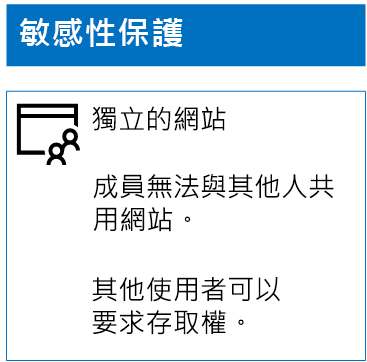 敏感性保護
獨立的網站
成員無法與其他人共
用網站。
其他使用者可以
要求存取權。